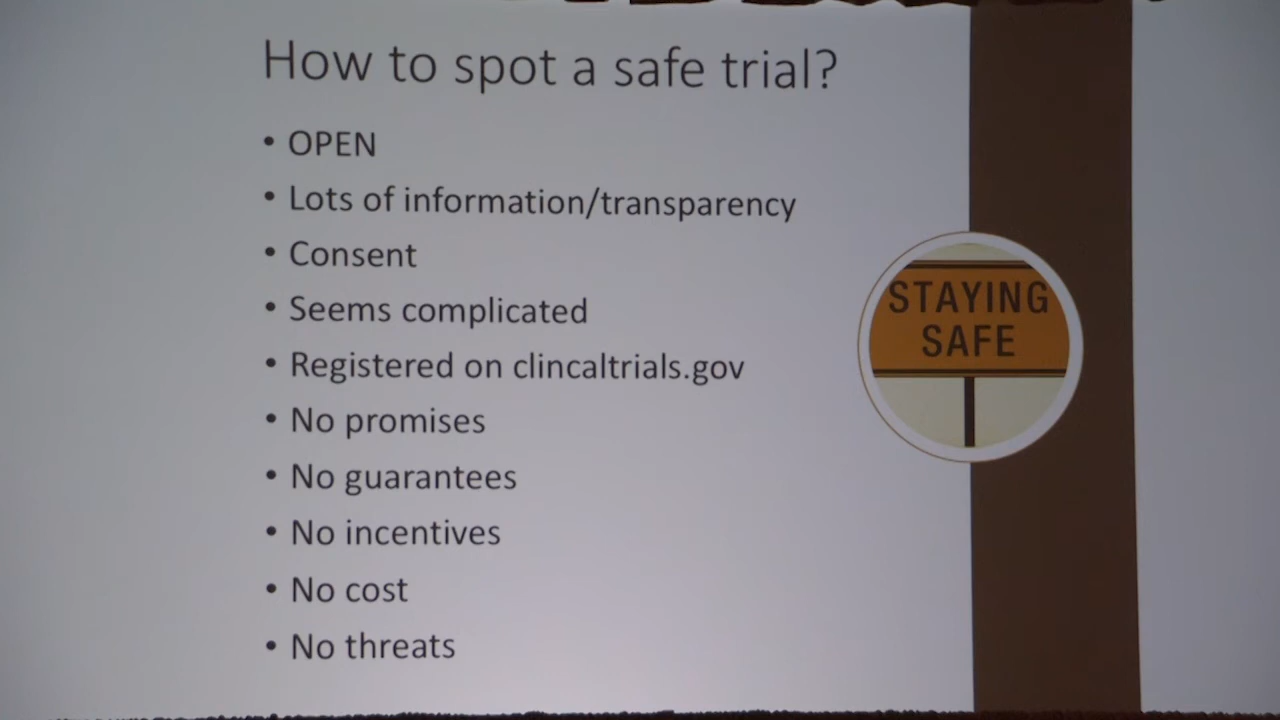 How to spot a safe trial?
• OPEN
• Lots of information/transparency
• Consent
• Seems complicated
• Registered on clincaltrials.gov
• No promises
• No guarantees
• No incentives
• No cost
• No threats
STAYING
SAFE